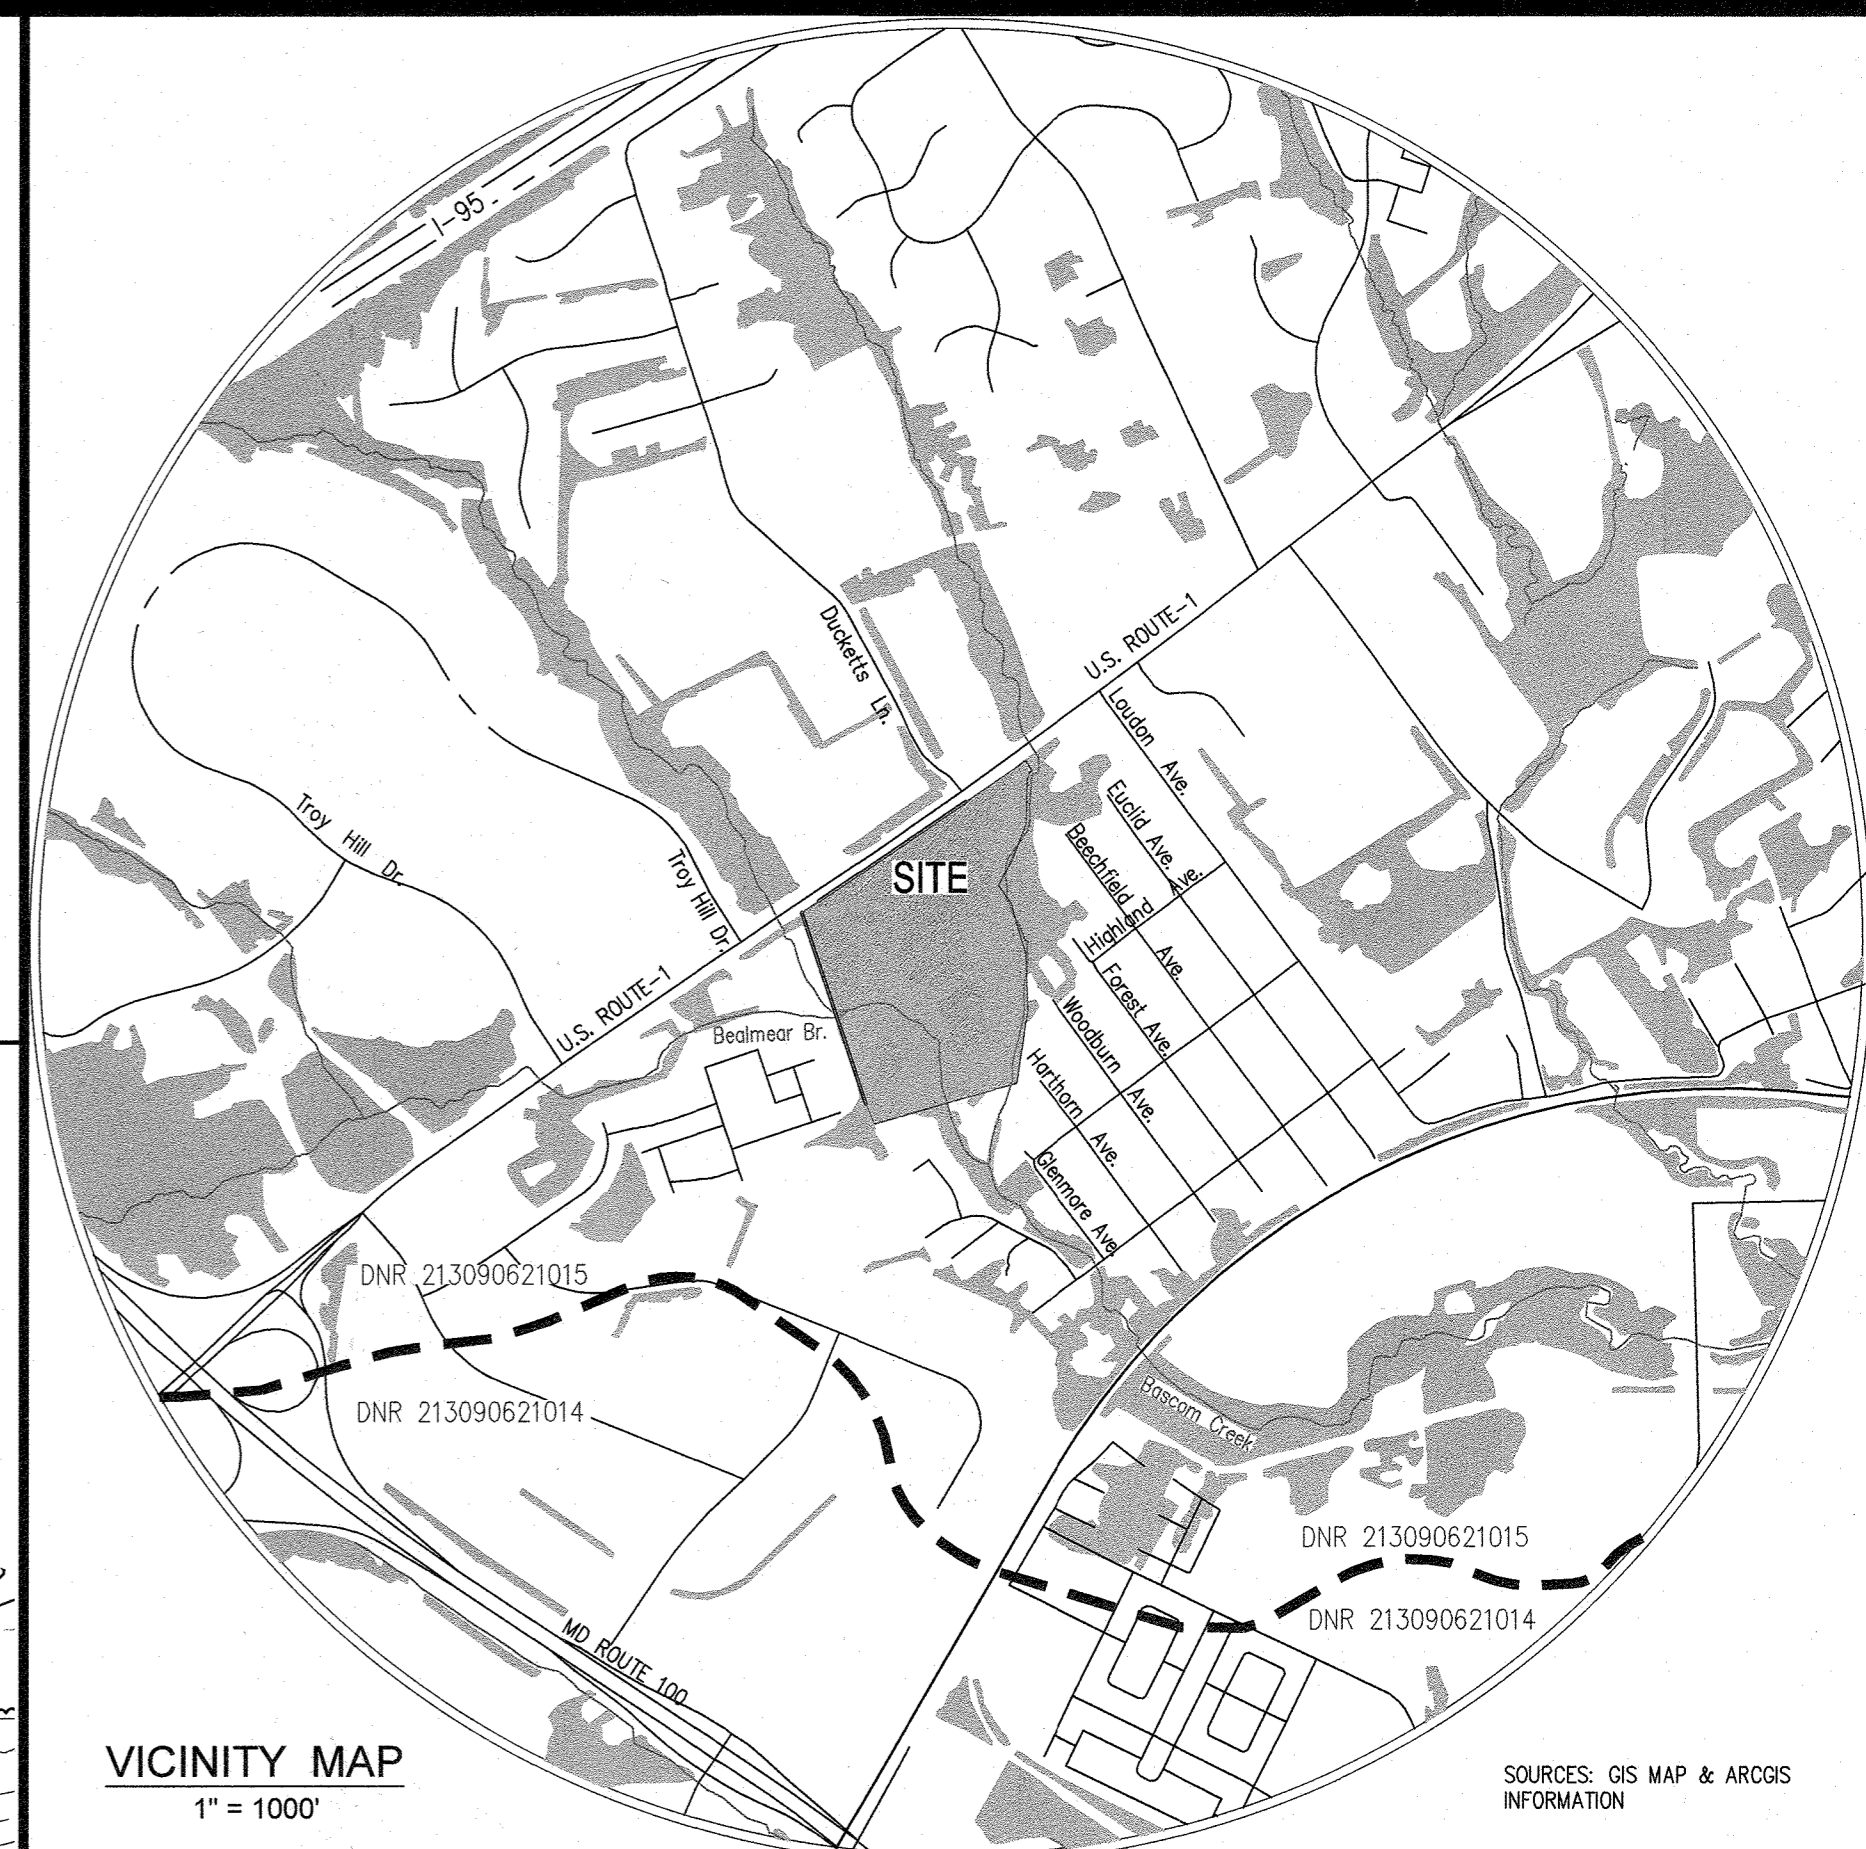 I-95
Ducketts Ln.
U.S. ROUTE-1
Loudon Ave.
Euclid Ave.
Beechfield Ave.
Highland Ave.
Forest Ave.
Woodburn Ave.
Harthorn Ave.
Glenmore Ave.
SITE
Troy Hill Dr.
Troy Hill Dr.
U.S. ROUTE-1
Bealmear Br.
DNR 213090621015
DNR 213090621014
Bascom Creek
DNR 213090621015
DNR 213090621014
MD ROUTE 100
VICINITY MAP
1" = 1000'
SOURCES: GIS MAP & ARCGIS
INFORMATION